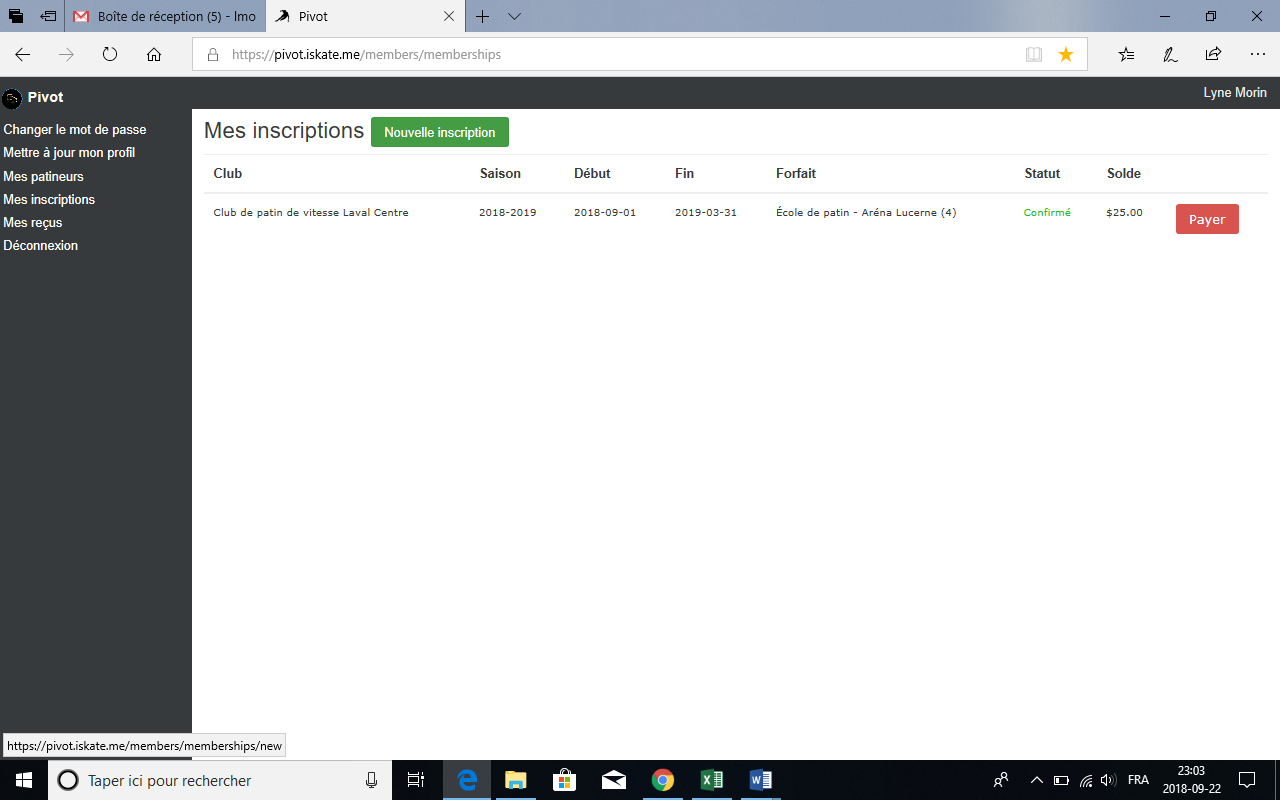 Boîte de réception (5) - lmo
Pivot
https://pivot.iskate.me/members/memberships
Pivot
Lyne Morin
Changer le mot de passe
Mettre à jour mon profil
Mes patineurs
Mes inscriptions
Mes reçus
Déconnexion
Mes inscriptions Nouvelle inscription
Club Saison Début Fin Forfait Statut Solde
Club de patin de vitesse Laval Centre 2018-2019 2018-09-01 2019-03-31 École de patin - Aréna Lucerne (4) Confirmé $25.00 Payer
https://pivot.iskate.me/members/memberships/new
Taper ici pour rechercher
FRA
23:03
2018-09-22